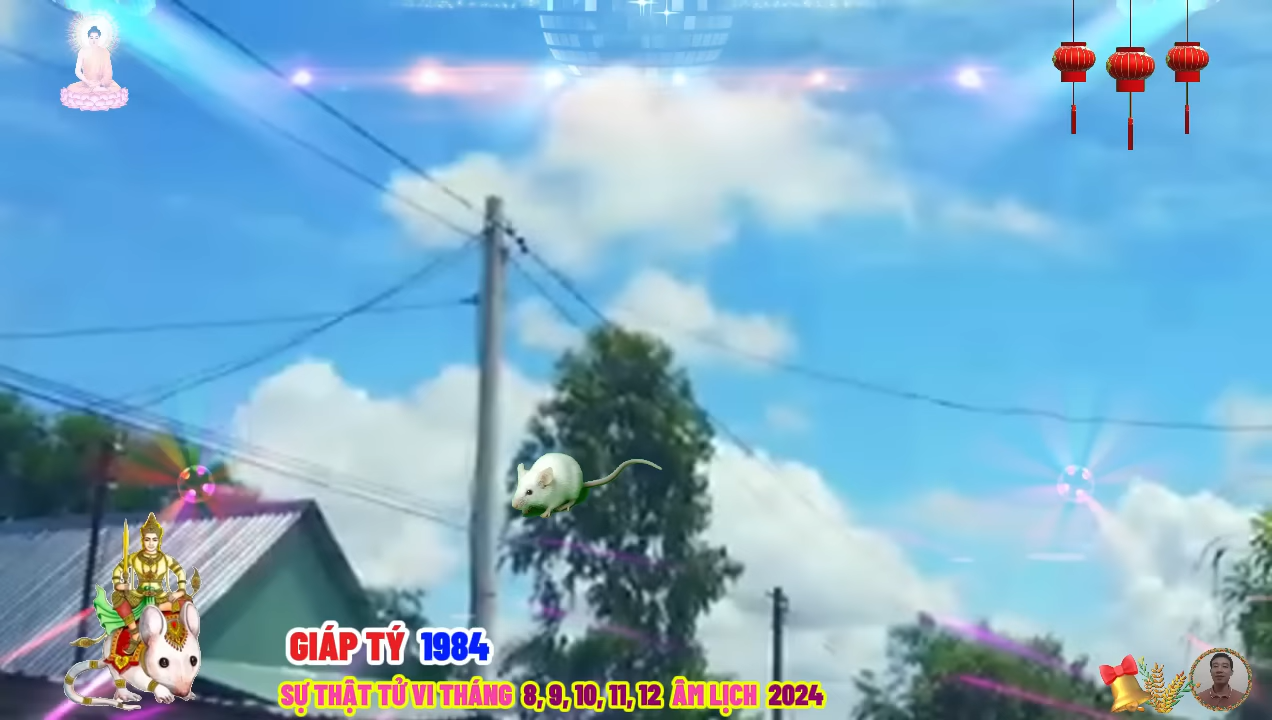 GIÁP TÝ 1984
SỰ THẬT TỬ VI THÁNG 8, 9, 10, 11, 12 ÂM LỊCH 2024